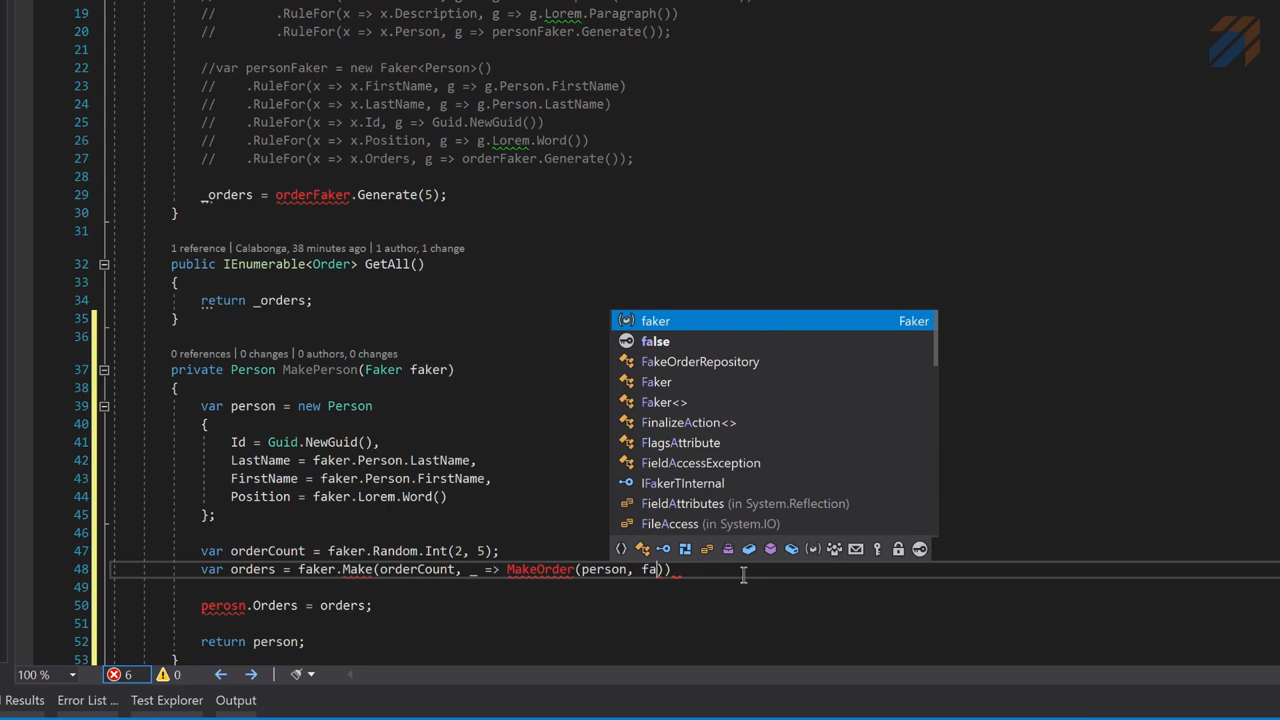 19 //          .RuleFor(x => x.Description, g => g.Lorem.Paragraph())
20 //          .RuleFor(x => x.Person, g => personFaker.Generate());
21
22 //var personFaker = new Faker<Person>()
23 //    .RuleFor(x => x.FirstName, g => g.Person.FirstName)
24 //    .RuleFor(x => x.LastName, g => g.Person.LastName)
25 //    .RuleFor(x => x.Id, g => Guid.NewGuid())
26 //    .RuleFor(x => x.Position, g => g.Lorem.Word())
27 //    .RuleFor(x => x.Orders, g => orderFaker.Generate());
28
29 _orders = orderFaker.Generate(5);
30 }
31
1 reference | Calabonga, 38 minutes ago | 1 author, 1 change
32 public IEnumerable<Order> GetAll()
33 {
34 return _orders;
35 }
36
0 references | 0 changes | 0 authors, 0 changes
37 private Person MakePerson(Faker faker)
38 {
39 var person = new Person
40 {
41 Id = Guid.NewGuid(),
42 LastName = faker.Person.LastName,
43 FirstName = faker.Person.FirstName,
44 Position = faker.Lorem.Word()
45 };
46
47 var orderCount = faker.Random.Int(2, 5);
48 var orders = faker.Make(orderCount, _ => MakeOrder(person, fa))
49
50 perosn.Orders = orders;
51
52 return person;
53 }
faker Faker
false
FakeOrderRepository
Faker
Faker<>
FinalizeAction<>
FlagsAttribute
FieldAccessException
IFakerTInternal
FieldAttributes (in System.Reflection)
FileAccess (in System.IO)
100 % 6 0
Results Error List ... Test Explorer Output